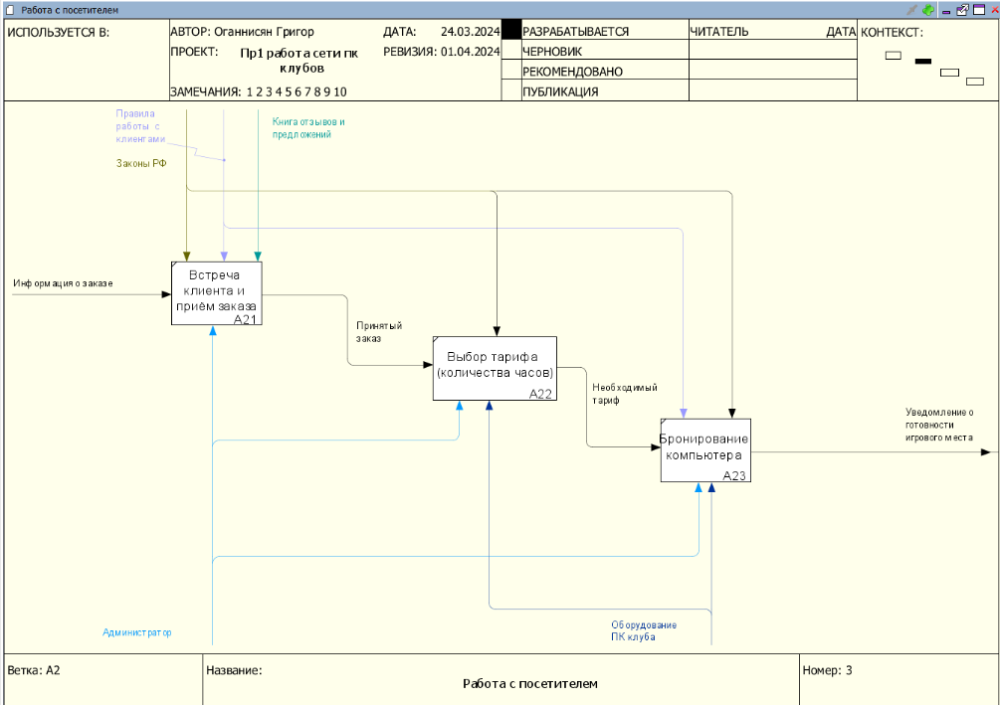 Работа с посетителем
ИСПОЛЬЗУЕТСЯ В:
АВТОР: Оганнисян Григор
ДАТА: 24.03.2024
РАЗРАБАТЫВАЕТСЯ
ЧИТАТЕЛЬ
ДАТА
КОНТЕКСТ:
ПРОЕКТ: Пр1 работа сети пк
клубов
РЕВИЗИЯ: 01.04.2024
ЧЕРНОВИК
РЕКОМЕНДОВАНО
ЗАМЕЧАНИЯ: 1 2 3 4 5 6 7 8 9 10
ПУБЛИКАЦИЯ
Правила
работы с
клиентами
Книга отзывов и
предложений
Законы РФ
Информация о заказе
Встреча
клиента и
приём заказа
A21
Принятый
заказ
Выбор тарифа
(количества часов)
A22
Необходимый
тариф
Бронирование
компьютера
A23
Уведомление о
готовности
игрового места
Администратор
Оборудование
ПК клуба
Ветка: A2
Название:
Работа с посетителем
Номер: 3